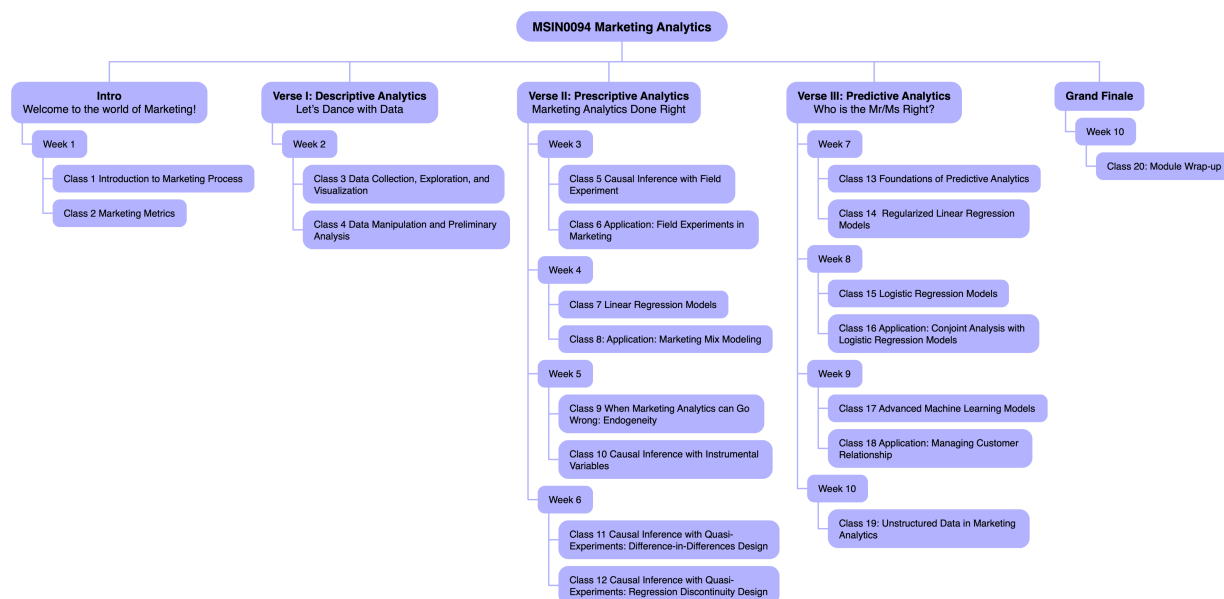 MSIN0094 Marketing Analytics
Intro
Welcome to the world of Marketing!
Week 1
Class 1 Introduction to Marketing Process
Class 2 Marketing Metrics
Verse I: Descriptive Analytics
Let's Dance with Data
Week 2
Class 3 Data Collection, Exploration, and
Visualization
Class 4 Data Manipulation and Preliminary
Analysis
Verse II: Prescriptive Analytics
Marketing Analytics Done Right
Week 3
Class 5 Causal Inference with Field
Experiment
Class 6 Application: Field Experiments in
Marketing
Week 4
Class 7 Linear Regression Models
Class 8: Application: Marketing Mix Modeling
Week 5
Class 9 When Marketing Analytics can Go
Wrong: Endogeneity
Class 10 Causal Inference with Instrumental
Variables
Week 6
Class 11 Causal Inference with Quasi-
Experiments: Difference-in-Differences Design
Class 12 Causal Inference with Quasi-
Experiments: Regression Discontinuity Design
Verse III: Predictive Analytics
Who is the Mr/Ms Right?
Week 7
Class 13 Foundations of Predictive Analytics
Class 14 Regularized Linear Regression
Models
Week 8
Class 15 Logistic Regression Models
Class 16 Application: Conjoint Analysis with
Logistic Regression Models
Week 9
Class 17 Advanced Machine Learning Models
Class 18 Application: Managing Customer
Relationship
Week 10
Class 19: Unstructured Data in Marketing
Analytics
Grand Finale
Week 10
Class 20: Module Wrap-up